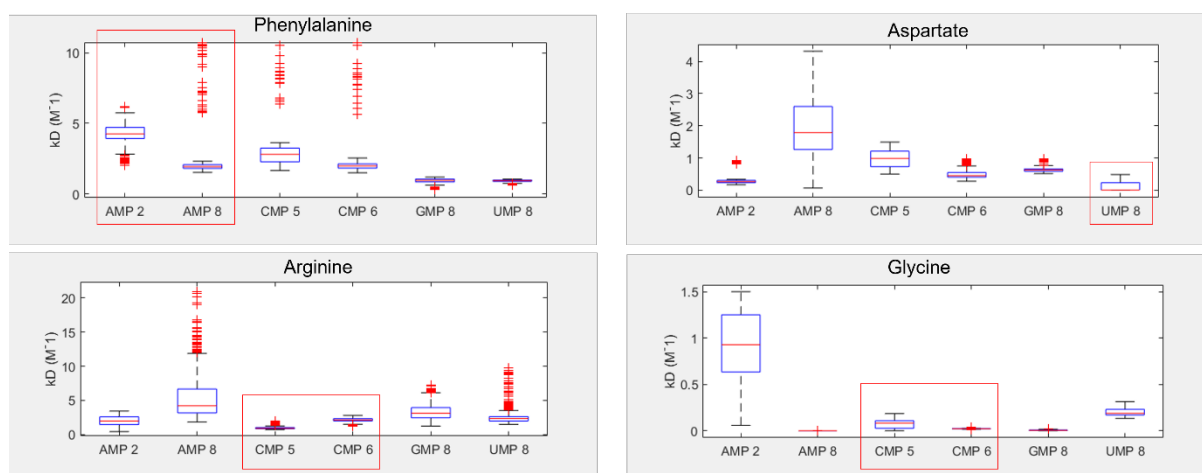 Phenylalanine
10
5
0
kD (M^-1)
AMP 2 AMP 8 CMP 5 CMP 6 GMP 8 UMP 8
Aspartate
4
3
2
1
0
kD (M^-1)
AMP 2 AMP 8 CMP 5 CMP 6 GMP 8 UMP 8
Arginine
20
15
10
5
0
kD (M^-1)
AMP 2 AMP 8 CMP 5 CMP 6 GMP 8 UMP 8
Glycine
1.5
1
0.5
0
kD (M^-1)
AMP 2 AMP 8 CMP 5 CMP 6 GMP 8 UMP 8